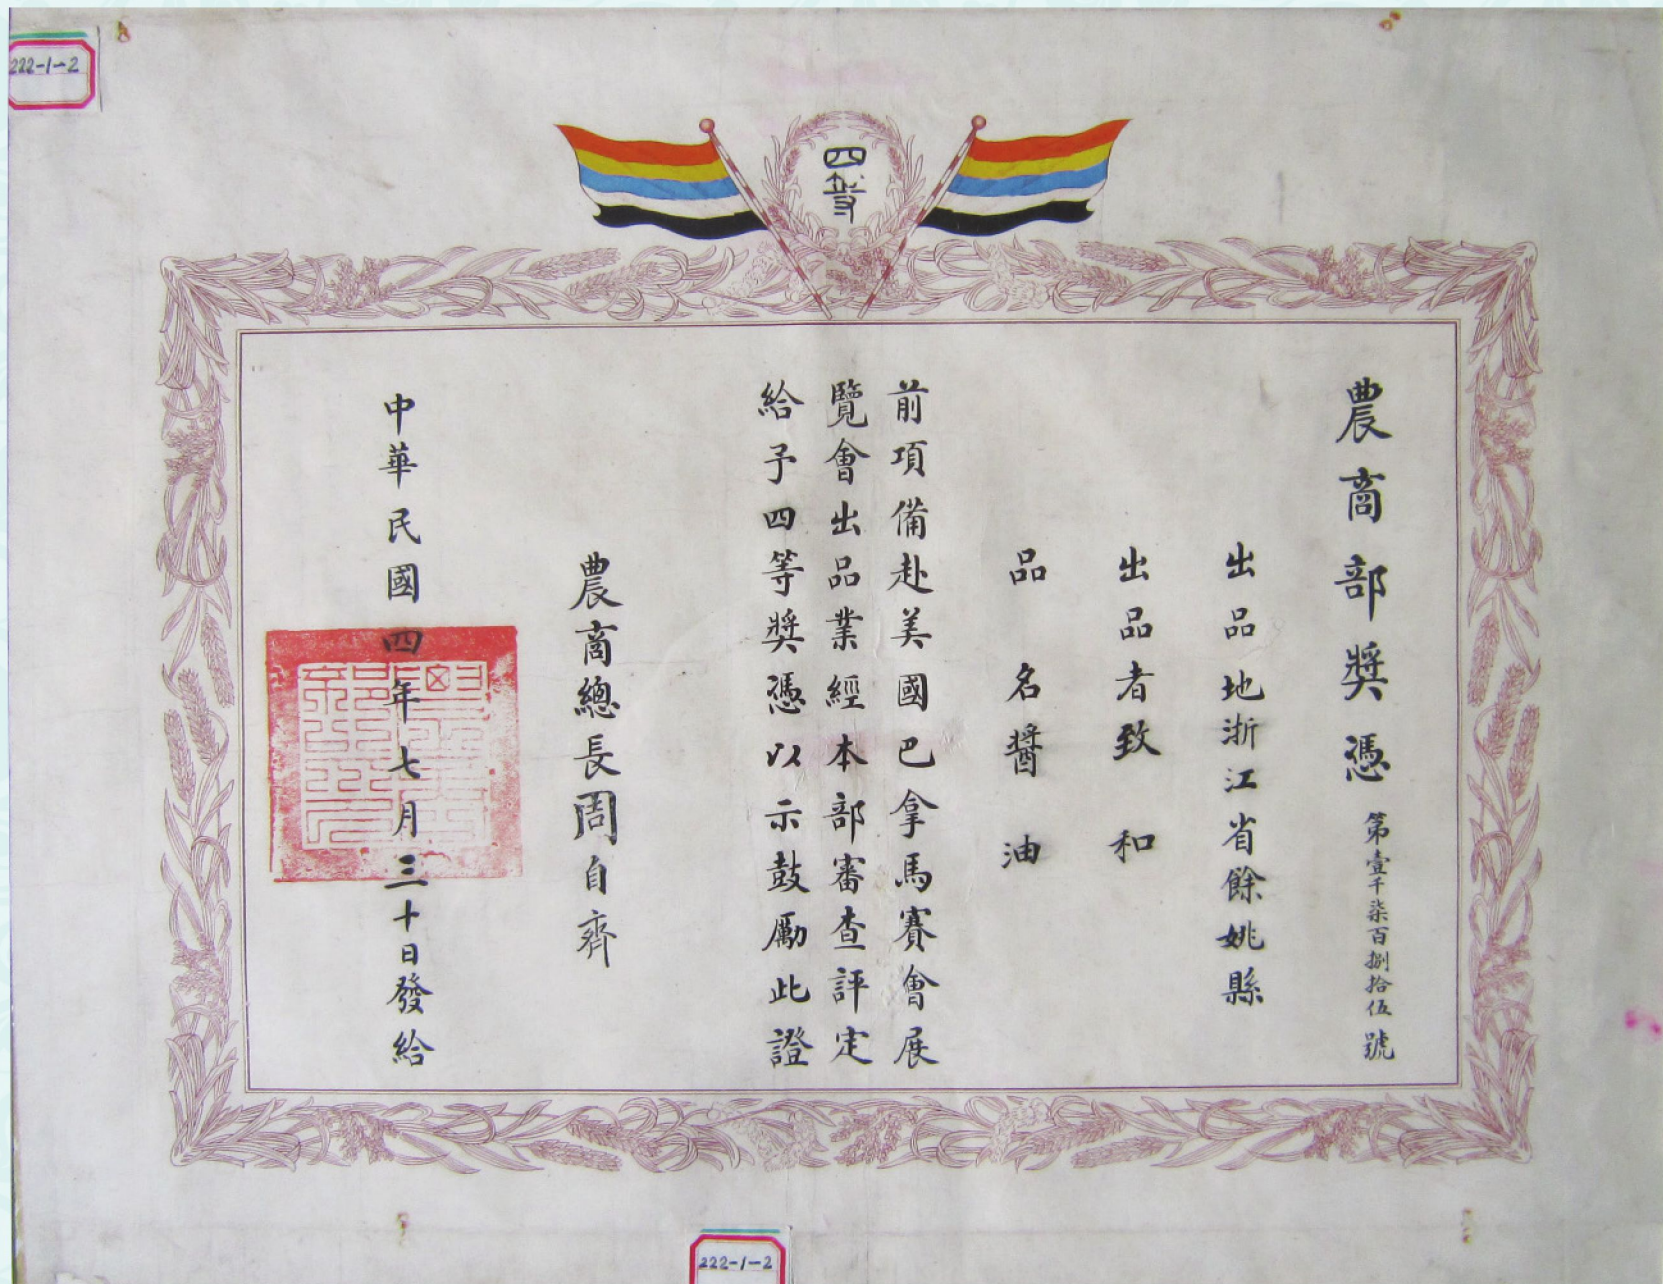 222-1-2
四等
農商部獎憑 第壹千柒百捌拾伍號
出品地浙江省餘姚縣
出品者致和
品名醬油
前項備赴美國巴拿馬賽會展
覽會出品業經本部審查評定
給予四等獎憑以示鼓勵此證
農商總長周自齊
中華民國四年七月三十日發給
222-1-2